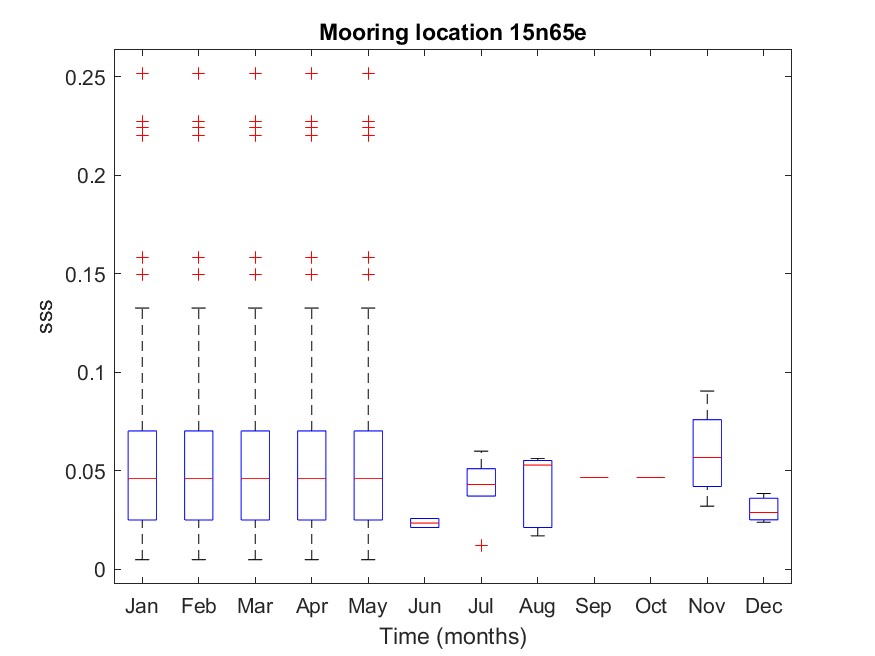 Mooring location 15n65e
0.25
0.2
0.15
0.1
0.05
0
sss
Jan Feb Mar Apr May Jun Jul Aug Sep Oct Nov Dec
Time (months)